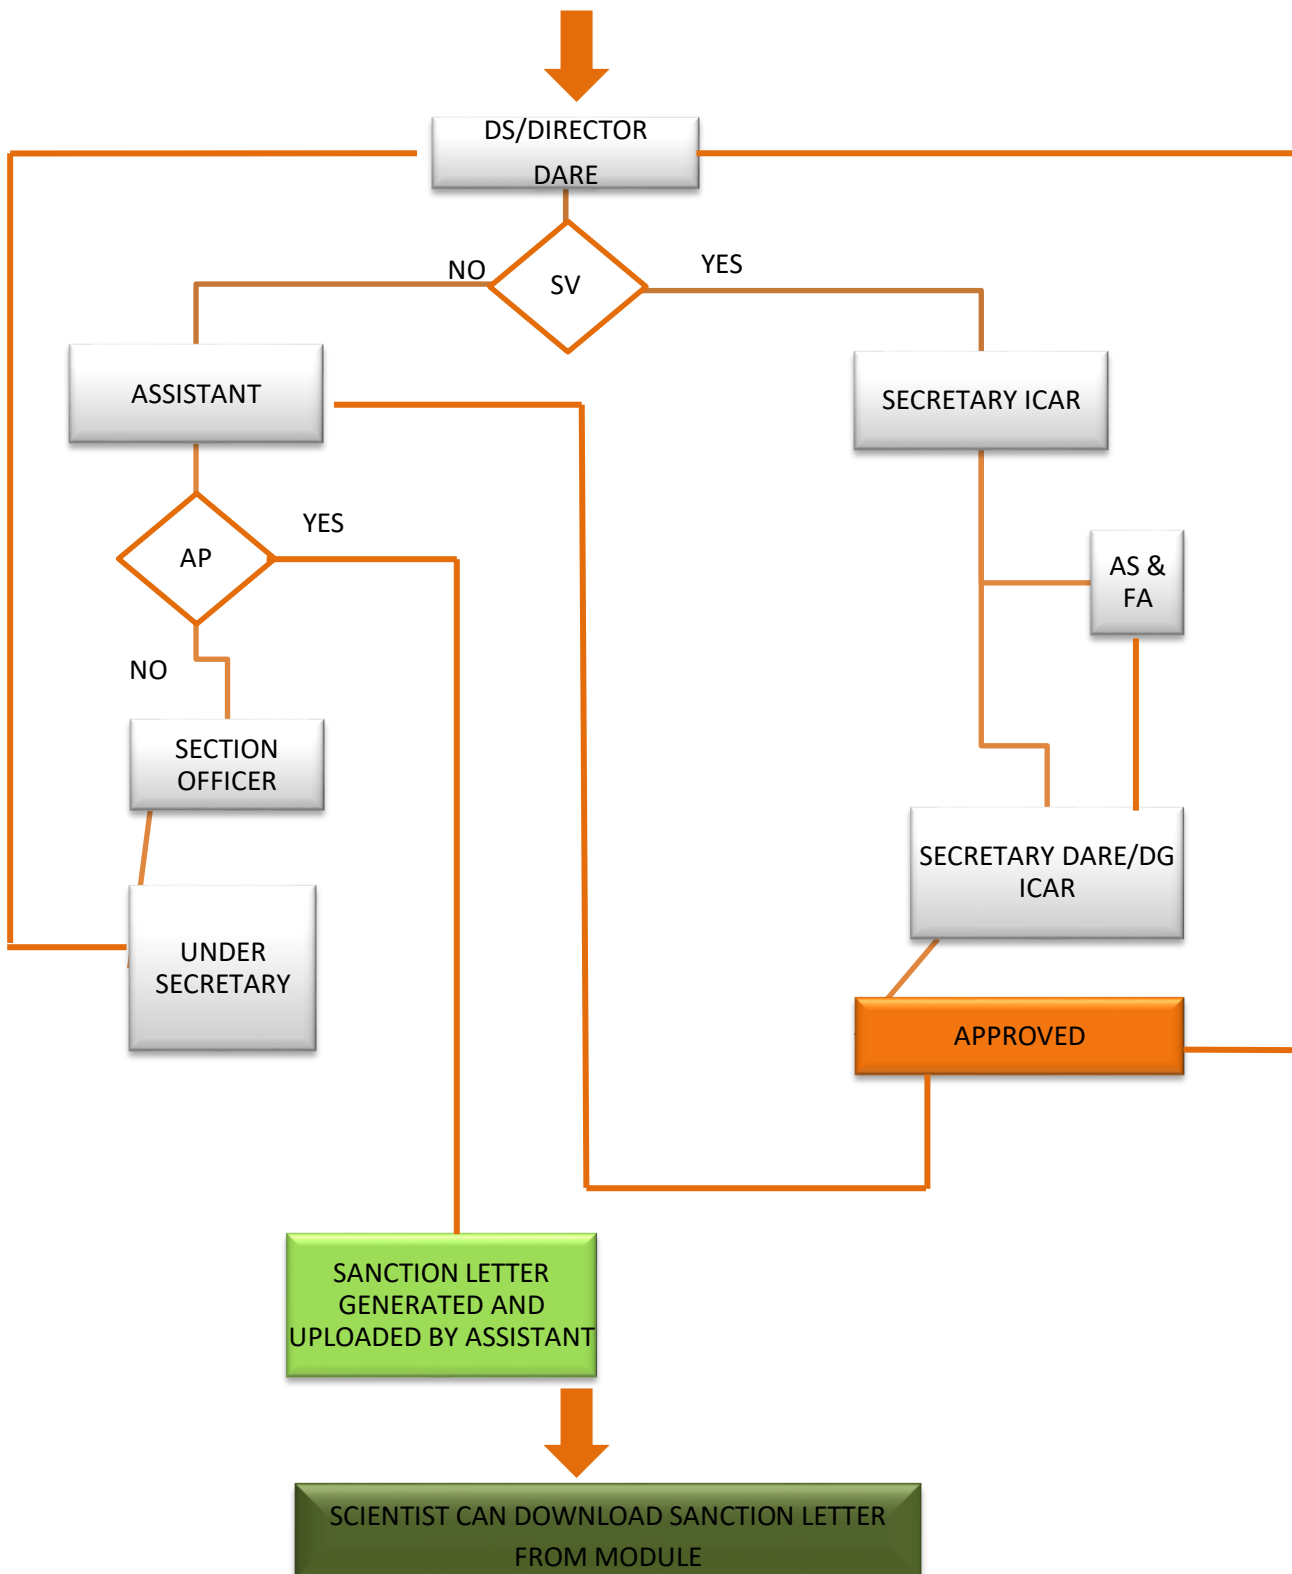 DS/DIRECTOR
DARE
NO
SV
YES
ASSISTANT
SECRETARY ICAR
YES
AP
AS &
FA
NO
SECTION
OFFICER
SECRETARY DARE/DG
ICAR
UNDER
SECRETARY
APPROVED
SANCTION LETTER
GENERATED AND
UPLOADED BY ASSISTANT
SCIENTIST CAN DOWNLOAD SANCTION LETTER
FROM MODULE